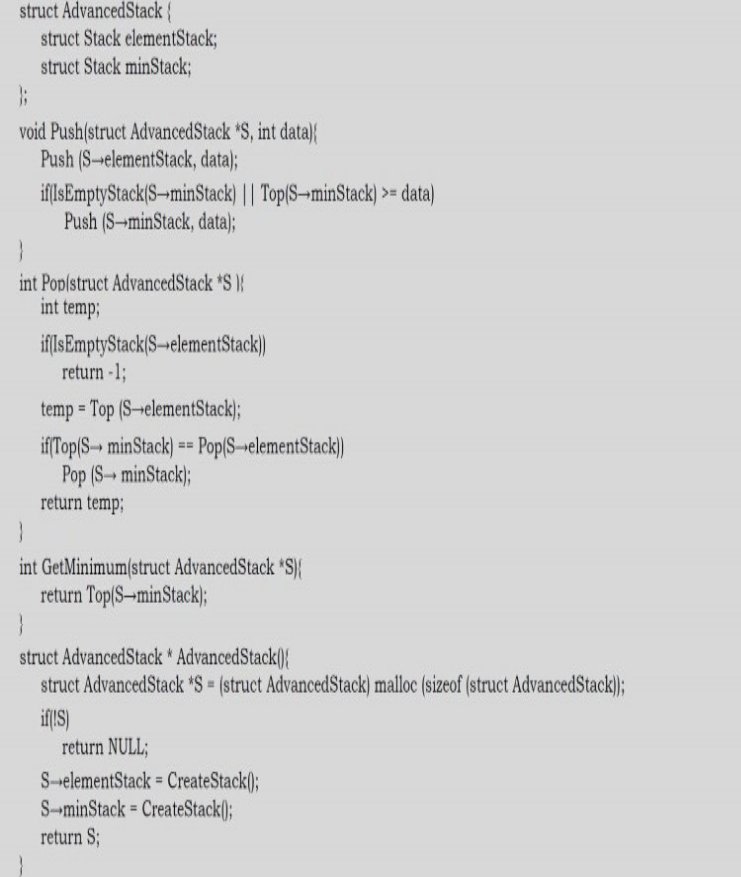 struct AdvancedStack {
struct Stack elementStack;
struct Stack minStack;
};
void Push(struct AdvancedStack *S, int data){
Push (S→elementStack, data);
if(IsEmptyStack(S→minStack) || Top(S→minStack) >= data)
Push (S→minStack, data);
}
int Pop(struct AdvancedStack *S ){
int temp;
if(IsEmptyStack(S→elementStack))
return -1;
temp = Top (S→elementStack);
if(Top(S→ minStack) == Pop(S→elementStack))
Pop (S→ minStack);
return temp;
}
int GetMinimum(struct AdvancedStack *S){
return Top(S→minStack);
}
struct AdvancedStack * AdvancedStack(){
struct AdvancedStack *S = (struct AdvancedStack) malloc (sizeof (struct AdvancedStack));
if(!S)
return NULL;
S→elementStack = CreateStack();
S→minStack = CreateStack();
return S;
}